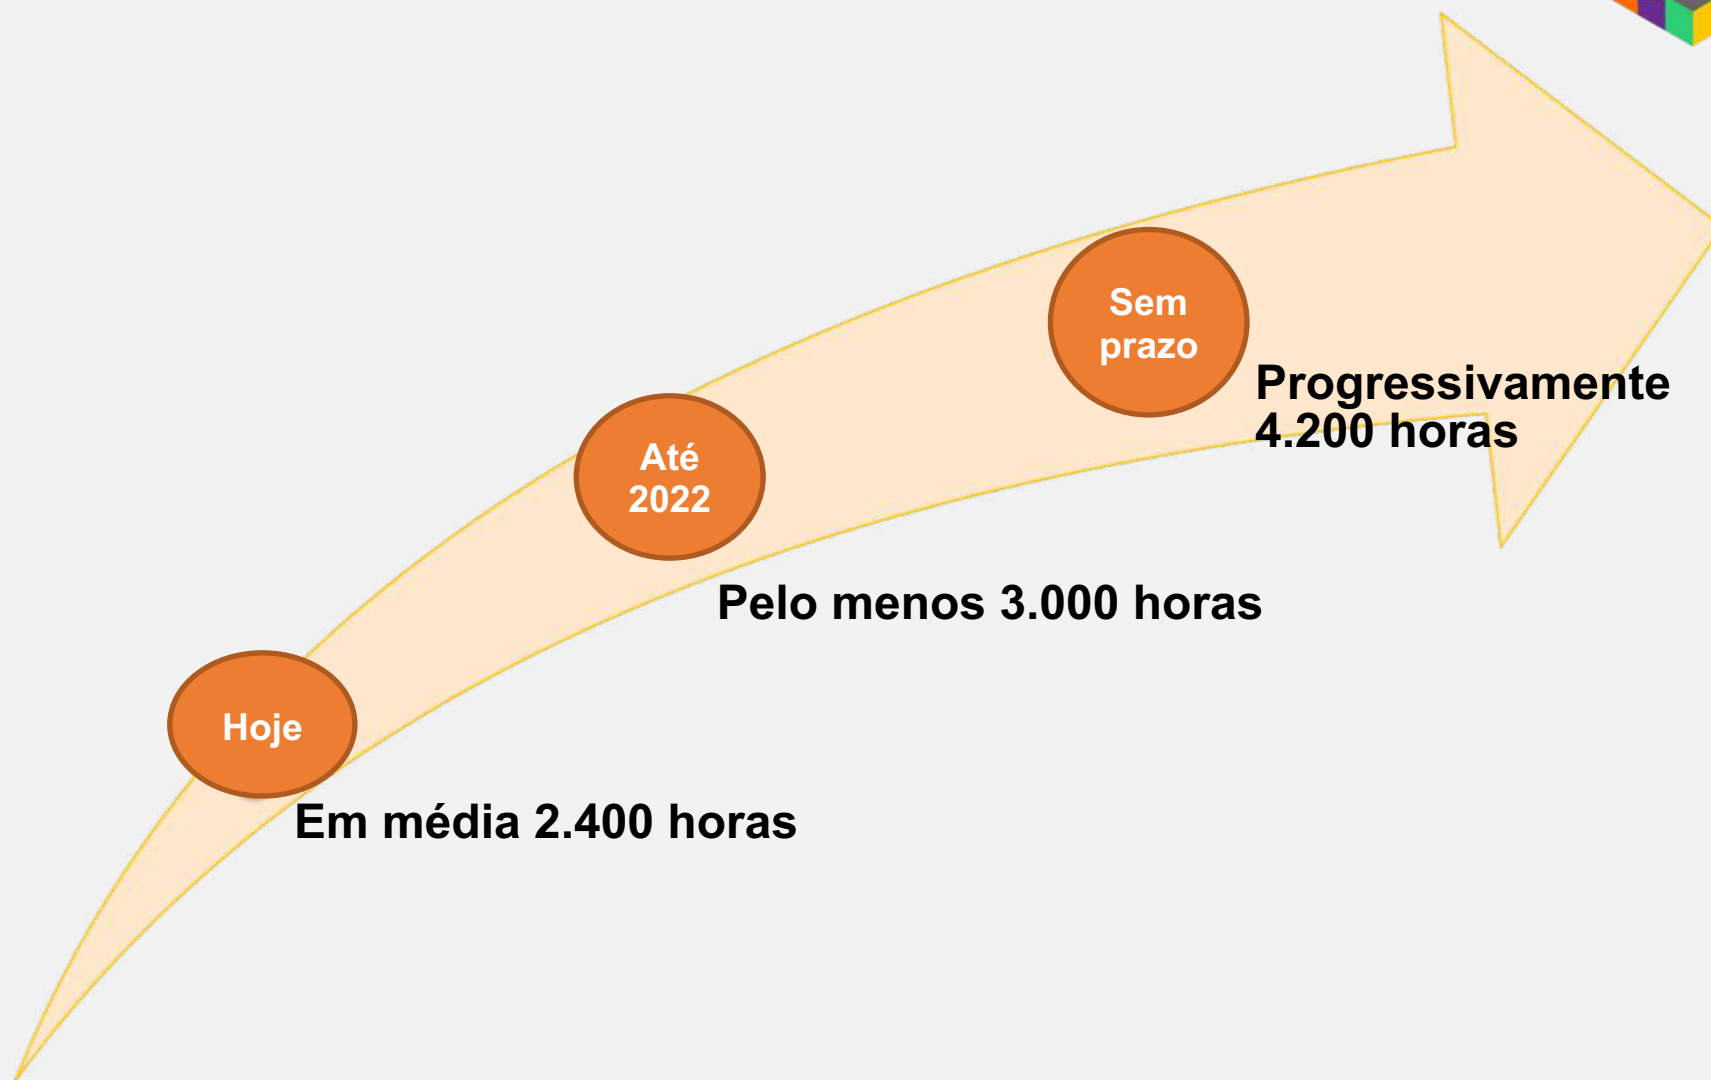 Sem
prazo
Progressivamente
4.200 horas
Até
2022
Pelo menos 3.000 horas
Hoje
Em média 2.400 horas